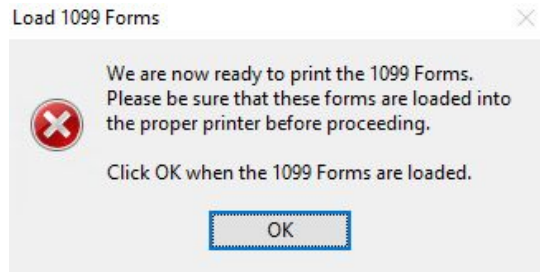 Load 1099 Forms
We are now ready to print the 1099 Forms.
Please be sure that these forms are loaded into
the proper printer before proceeding.
Click OK when the 1099 Forms are loaded.
OK